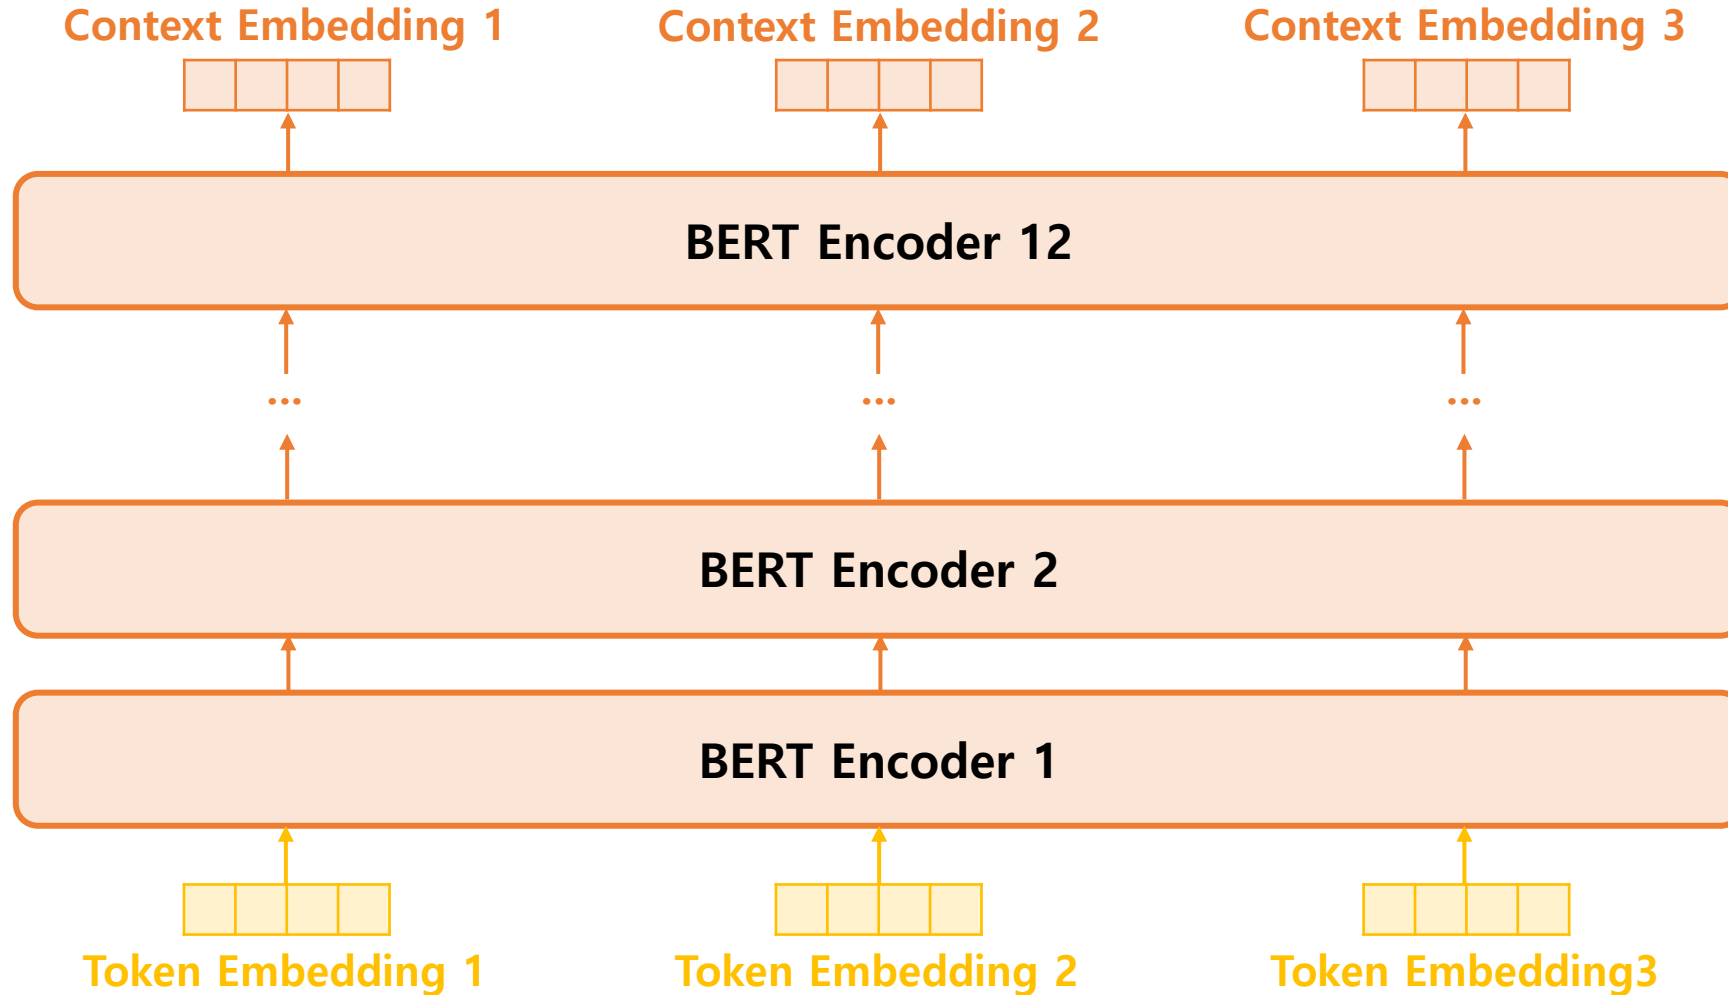 Context Embedding 1
Context Embedding 2
Context Embedding 3
BERT Encoder 12
... ... ...
BERT Encoder 2
BERT Encoder 1
Token Embedding 1
Token Embedding 2
Token Embedding3